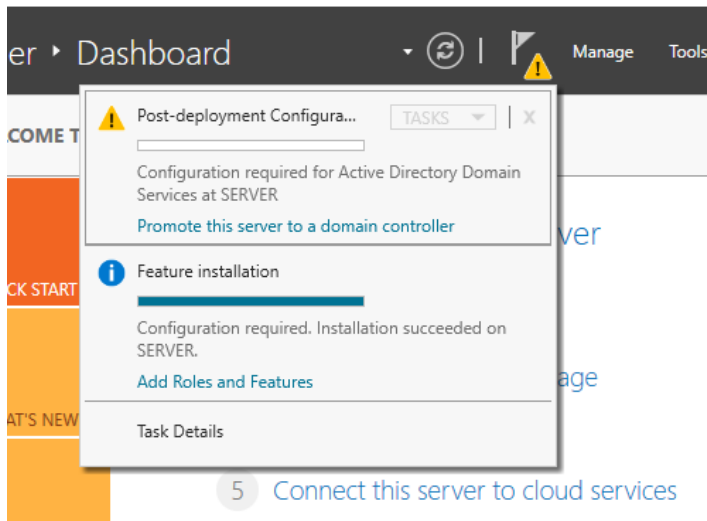 er ‣ Dashboard
Manage
Tools
COME T
Post-deployment Configura...
TASKS
X
Configuration required for Active Directory Domain
Services at SERVER
Promote this server to a domain controller
ver
Feature installation
CK START
Configuration required. Installation succeeded on
SERVER.
Add Roles and Features
age
AT'S NEW
Task Details
5 Connect this server to cloud services